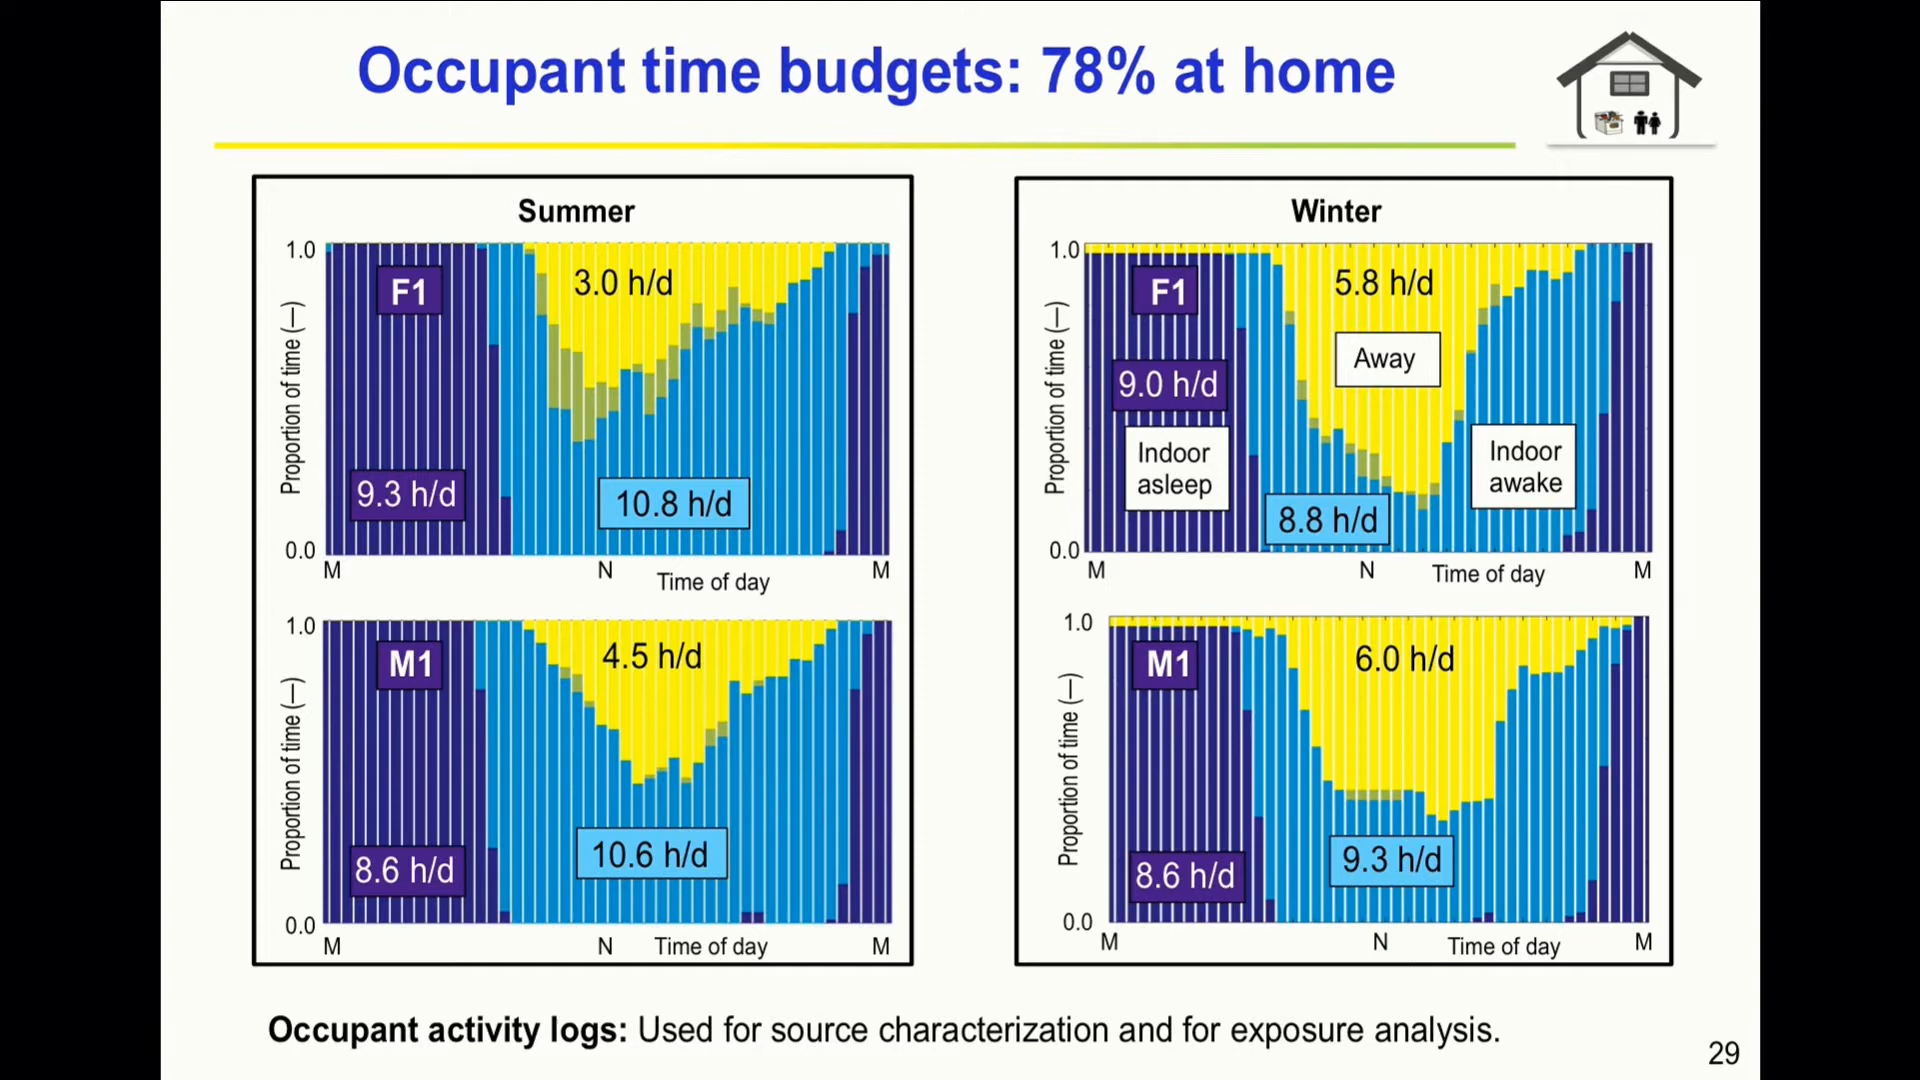 Occupant time budgets: 78% at home
Summer
1.0
F1
3.0 h/d
9.3 h/d
10.8 h/d
Proportion of time (—)
0.0
M
N
Time of day
M
1.0
M1
4.5 h/d
8.6 h/d
10.6 h/d
Proportion of time (—)
0.0
M
N
Time of day
M
Winter
1.0
F1
5.8 h/d
Away
9.0 h/d
Indoor
asleep
Indoor
awake
8.8 h/d
Proportion of time (—)
0.0
M
N
Time of day
M
1.0
M1
6.0 h/d
8.6 h/d
9.3 h/d
Proportion of time (—)
0.0
M
N
Time of day
M
Occupant activity logs: Used for source characterization and for exposure analysis.
29